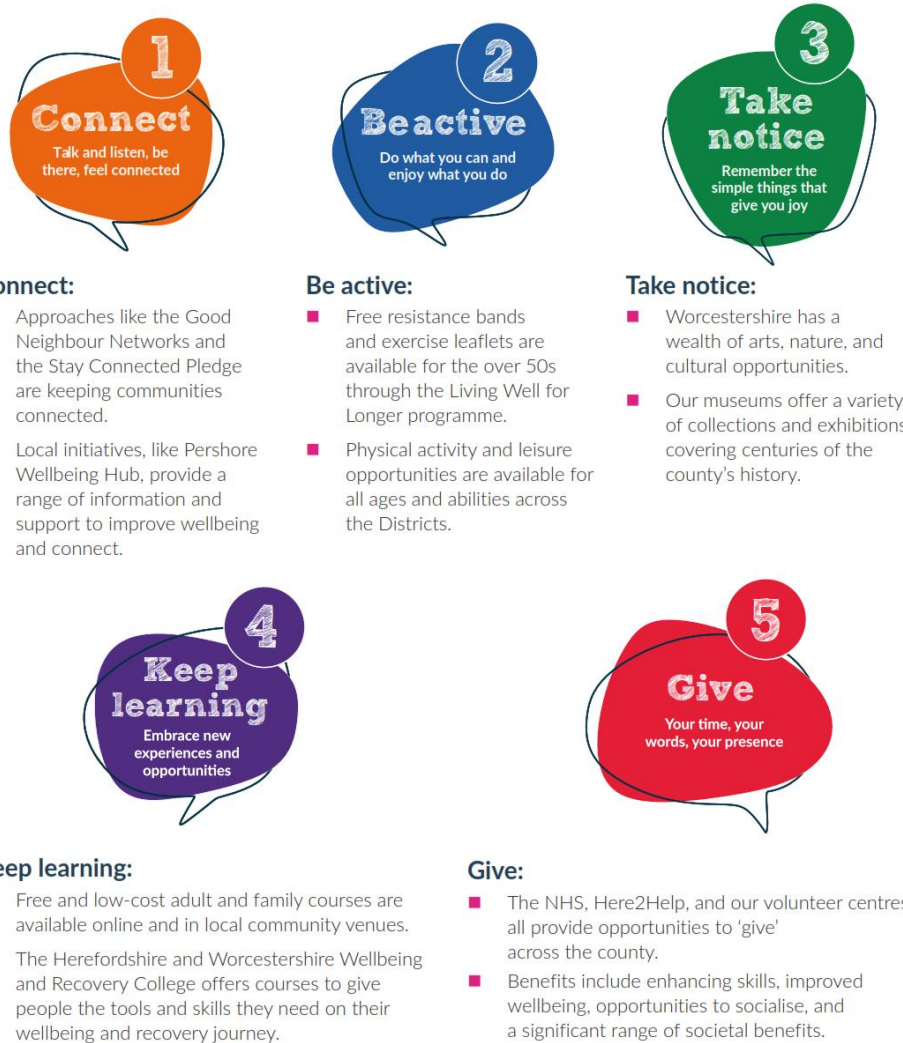 1
Connect
Talk and listen, be
there, feel connected
2
Be active
Do what you can and
enjoy what you do
3
Take
notice
Remember the
simple things that
give you joy
onnect:
Approaches like the Good
Neighbour Networks and
the Stay Connected Pledge
are keeping communities
connected.
Local initiatives, like Pershore
Wellbeing Hub, provide a
range of information and
support to improve wellbeing
and connect.
Be active:
Free resistance bands
and exercise leaflets are
available for the over 50s
through the Living Well for
Longer programme.
Physical activity and leisure
opportunities are available for
all ages and abilities across
the Districts.
Take notice:
Worcestershire has a
wealth of arts, nature, and
cultural opportunities.
Our museums offer a variety
of collections and exhibitions
covering centuries of the
county’s history.
4
Keep
learning
Embrace new
experiences and
opportunities
5
Give
Your time, your
words, your presence
eep learning:
Free and low-cost adult and family courses are
available online and in local community venues.
The Herefordshire and Worcestershire Wellbeing
and Recovery College offers courses to give
people the tools and skills they need on their
wellbeing and recovery journey.
Give:
The NHS, Here2Help, and our volunteer centres
all provide opportunities to ‘give’
across the county.
Benefits include enhancing skills, improved
wellbeing, opportunities to socialise, and
a significant range of societal benefits.